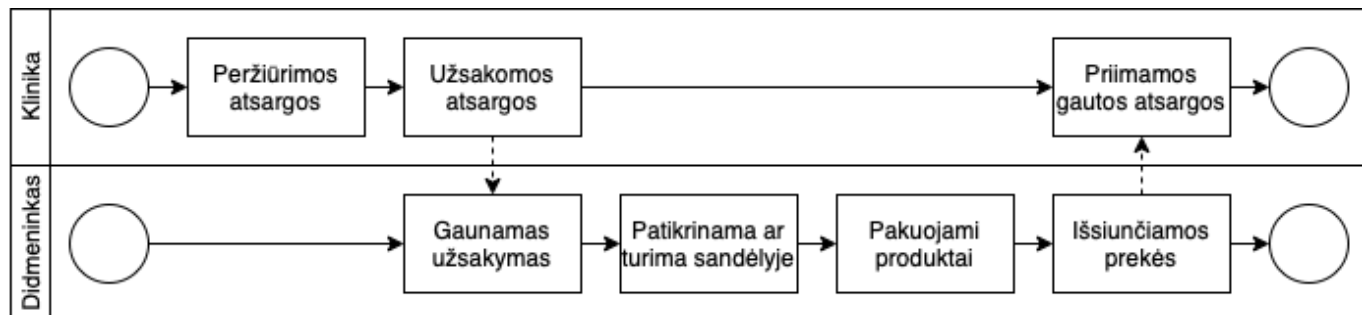 Klinika
Peržiūrimos
atsargos
Užsakomos
atsargos
Priimamos
gautos atsargos
Didmeninkas
Gaunamas
užsakymas
Patikrinama ar
turima sandėlyje
Pakuojami
produktai
Išsiunčiamos
prekės